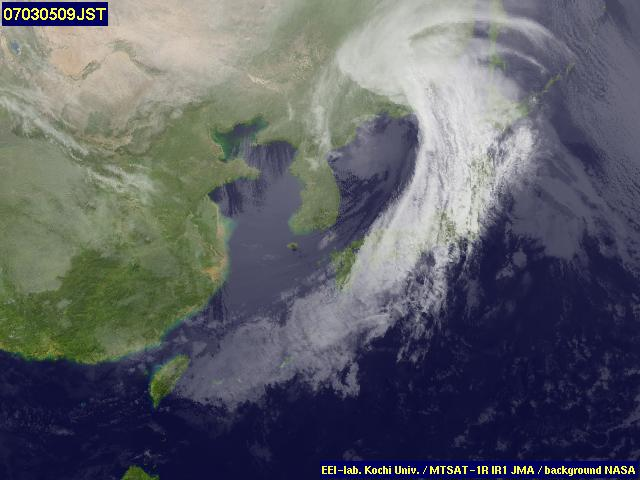 07030509JST
EEI-lab. Kochi Univ. / MTSAT-1R IR1 JMA / background NASA